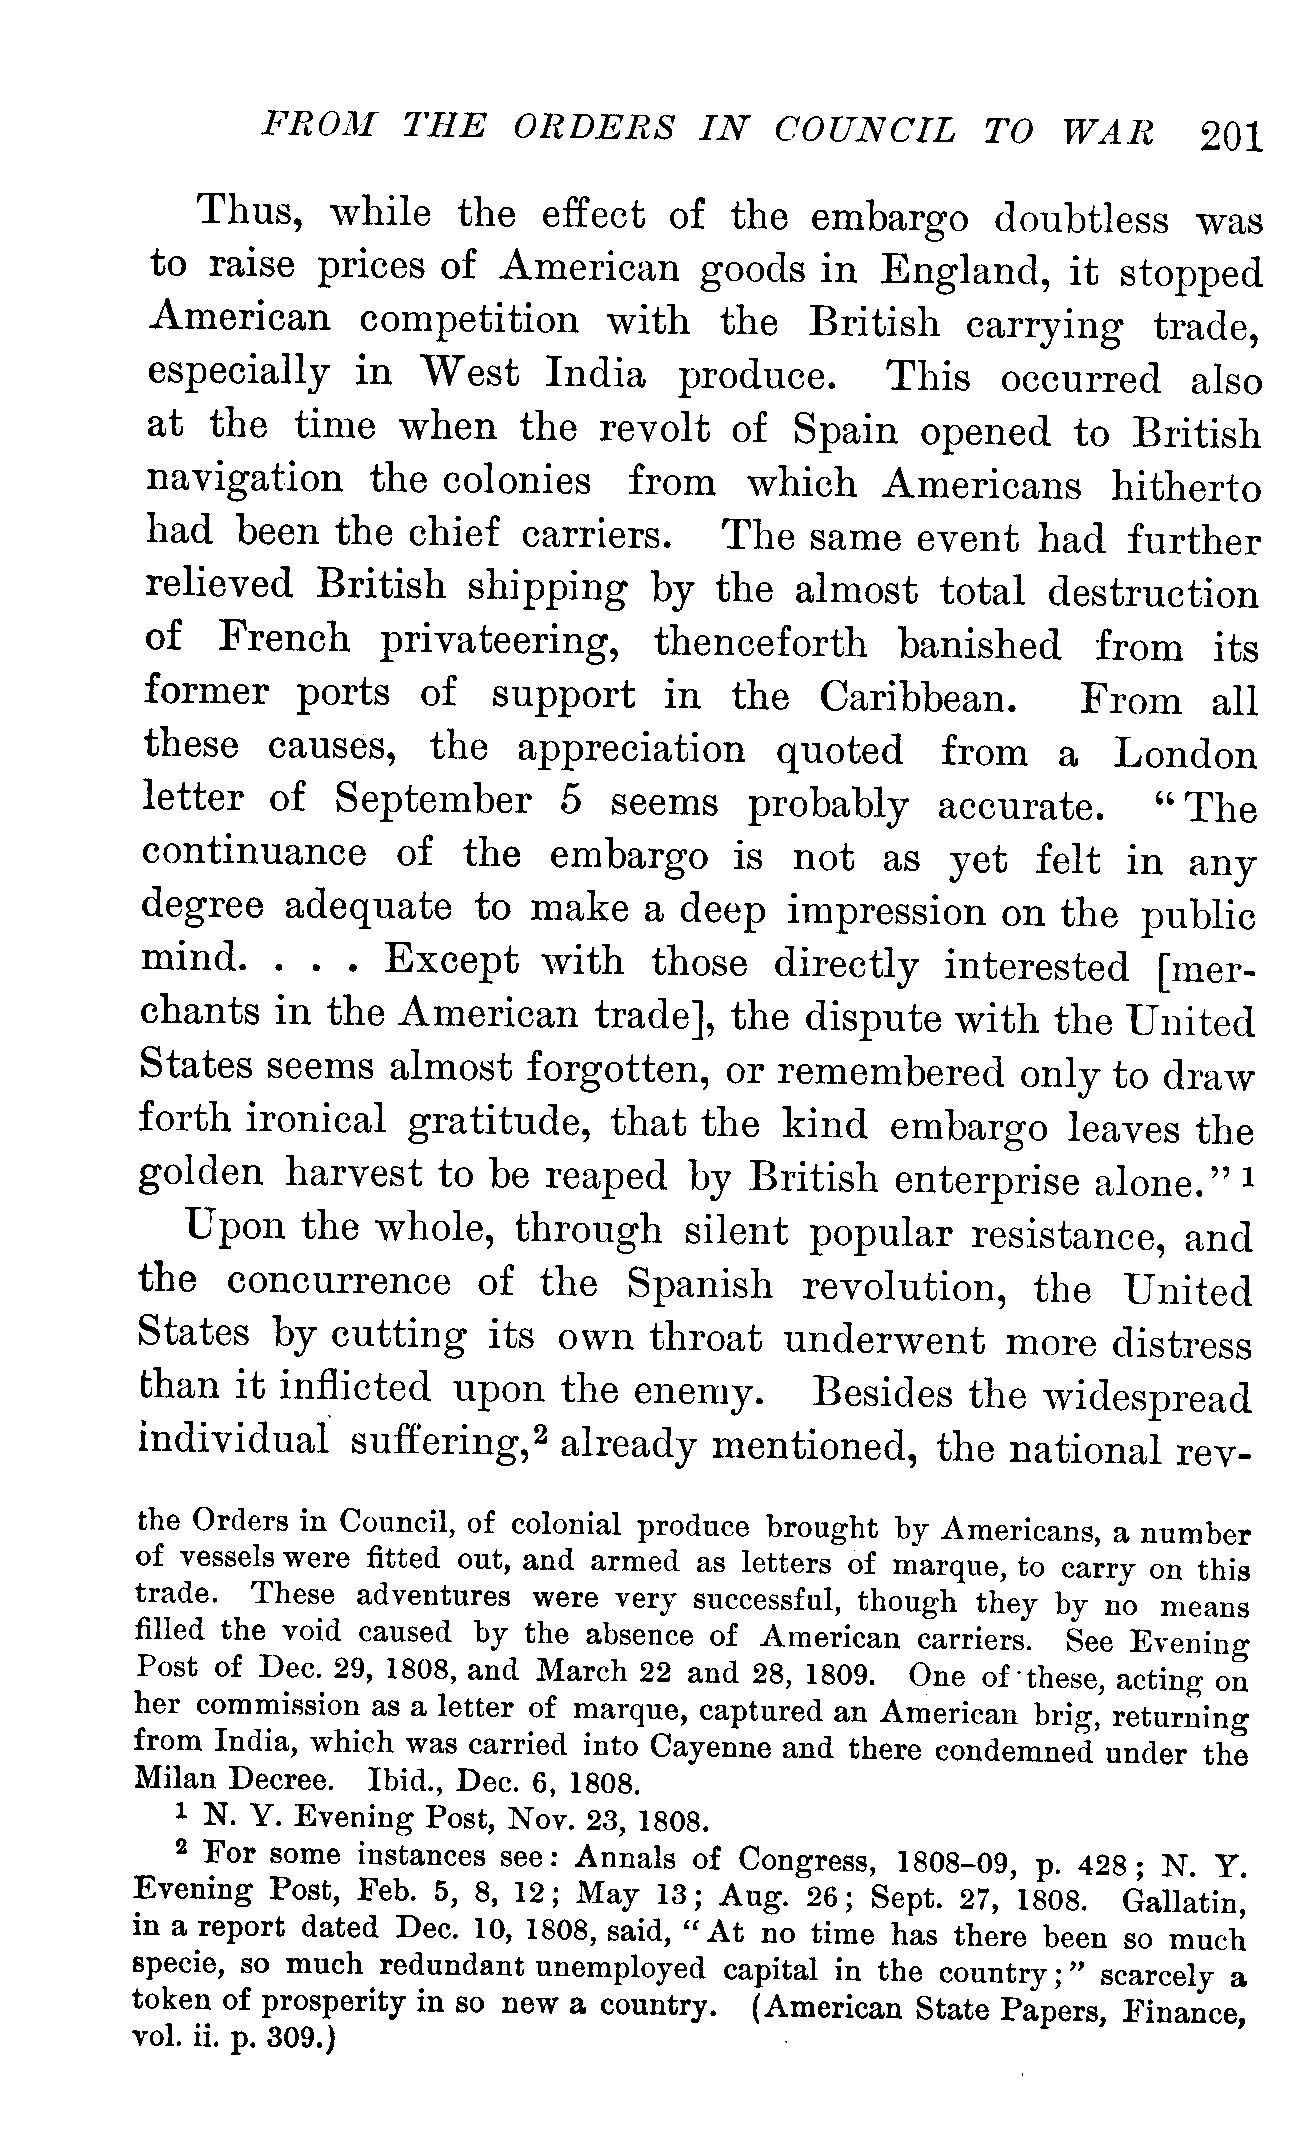 FROM THE ORDERS IN COUNCIL TO WAR 201
Thus, while the effect of the embargo doubtless was
to raise prices of American goods in England, it stopped
American competition with the British carrying trade,
especially in West India produce. This occurred also
at the time when the revolt of Spain opened to British
navigation the colonies from which Americans hitherto
had been the chief carriers. The same event had further
relieved British shipping by the almost total destruction
of French privateering, thenceforth banished from its
former ports of support in the Caribbean. From all
these causes, the appreciation quoted from a London
letter of September 5 seems probably accurate. “The
continuance of the embargo is not as yet felt in any
degree adequate to make a deep impression on the public
mind. . . . Except with those directly interested [mer-
chants in the American trade], the dispute with the United
States seems almost forgotten, or remembered only to draw
forth ironical gratitude, that the kind embargo leaves the
golden harvest to be reaped by British enterprise alone.” ¹
Upon the whole, through silent popular resistance, and
the concurrence of the Spanish revolution, the United
States by cutting its own throat underwent more distress
than it inflicted upon the enemy. Besides the widespread
individual suffering,² already mentioned, the national rev-
the Orders in Council, of colonial produce brought by Americans, a number
of vessels were fitted out, and armed as letters of marque, to carry on this
trade. These adventures were very successful, though they by no means
filled the void caused by the absence of American carriers. See Evening
Post of Dec. 29, 1808, and March 22 and 28, 1809. One of these, acting on
her commission as a letter of marque, captured an American brig, returning
from India, which was carried into Cayenne and there condemned under the
Milan Decree. Ibid., Dec. 6, 1808.
¹ N. Y. Evening Post, Nov. 23, 1808.
² For some instances see: Annals of Congress, 1808–09, p. 428; N. Y.
Evening Post, Feb. 5, 8, 12; May 13; Aug. 26; Sept. 27, 1808. Gallatin,
in a report dated Dec. 10, 1808, said, “At no time has there been so much
specie, so much redundant unemployed capital in the country;” scarcely a
token of prosperity in so new a country. (American State Papers, Finance,
vol. ii. p. 309.)